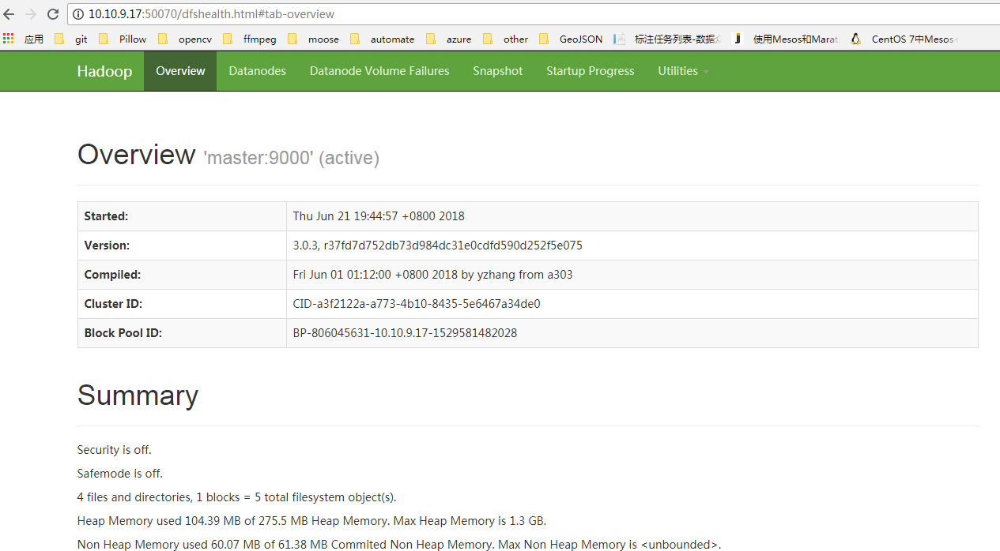 10.10.9.17:50070/dfshealth.html#tab-overview
应用 git Pillow opencv ffmpeg moose automate azure other GeoJSON 标注任务列表-数据 使用Mesos和Marat CentOS 7中Mesos
Hadoop Overview Datanodes Datanode Volume Failures Snapshot Startup Progress Utilities
Overview 'master:9000' (active)
Started: Thu Jun 21 19:44:57 +0800 2018
Version: 3.0.3, r37fd7d752db73d984dc31e0cdfd590d252f5e075
Compiled: Fri Jun 01 01:12:00 +0800 2018 by yzhang from a303
Cluster ID: CID-a3f2122a-a773-4b10-8435-5e6467a34de0
Block Pool ID: BP-806045631-10.10.9.17-1529581482028
Summary
Security is off.
Safemode is off.
4 files and directories, 1 blocks = 5 total filesystem object(s).
Heap Memory used 104.39 MB of 275.5 MB Heap Memory. Max Heap Memory is 1.3 GB.
Non Heap Memory used 60.07 MB of 61.38 MB Commited Non Heap Memory. Max Non Heap Memory is <unbounded>.